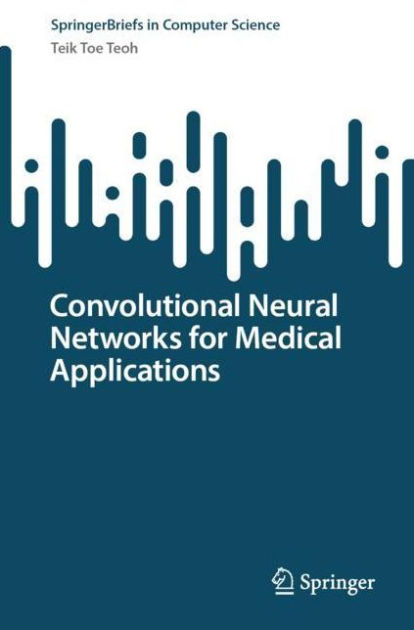 SpringerBriefs in Computer Science
Teik Toe Teoh
Convolutional Neural
Networks for Medical
Applications
Springer